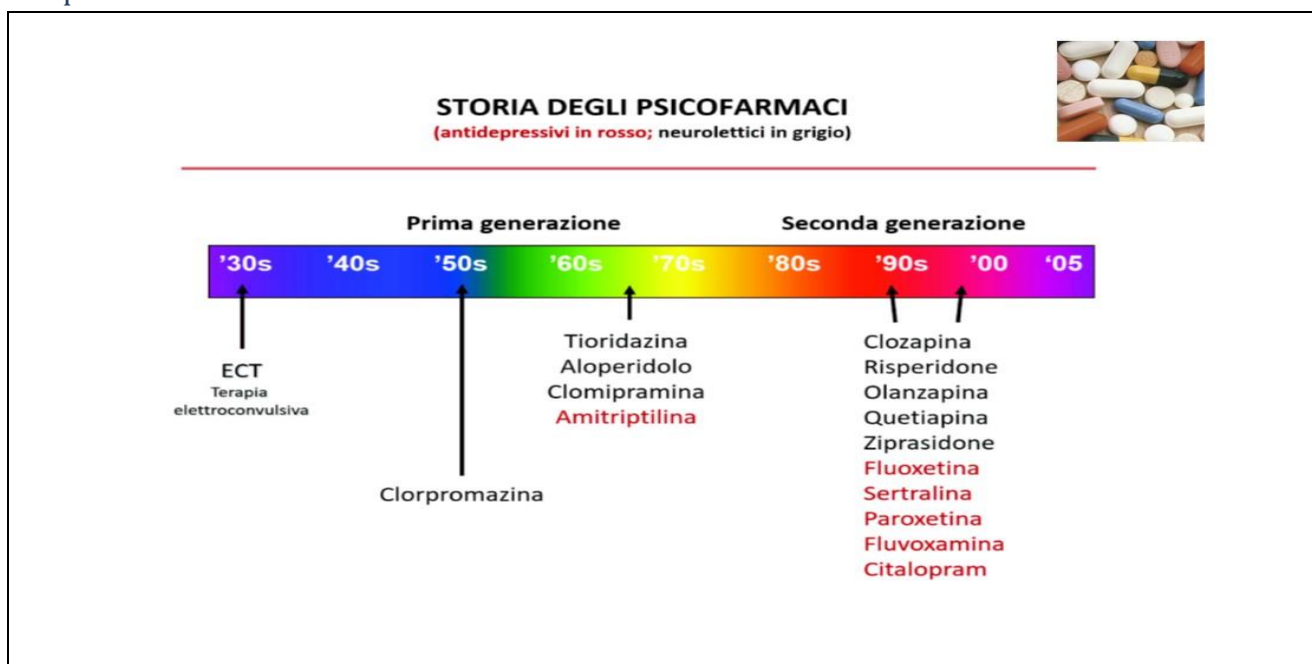 STORIA DEGLI PSICOFARMACI
(antidepressivi in rosso; neurolettici in grigio)
Prima generazione
Seconda generazione
’30s
’40s
’50s
’60s
’70s
’80s
’90s
’00
‘05
ECT
Terapia
elettroconvulsiva
Clorpromazina
Tioridazina
Aloperidolo
Clomipramina
Amitriptilina
Clozapina
Risperidone
Olanzapina
Quetiapina
Ziprasidone
Fluoxetina
Sertralina
Paroxetina
Fluvoxamina
Citalopram